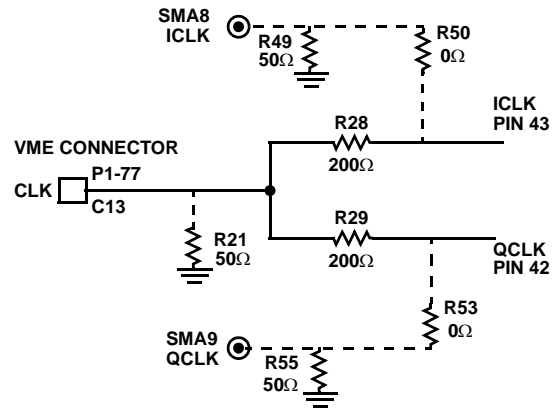 SMA8
ICLK
R49
50Ω
R50
0Ω
ICLK
PIN 43
R28
200Ω
VME CONNECTOR
P1-77
CLK
C13
R29
200Ω
R21
50Ω
QCLK
PIN 42
R53
0Ω
SMA9
QCLK
R55
50Ω